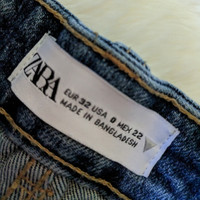 ZARA
EUR 32 USA 0 MEX 22
MADE IN BANGLADESH